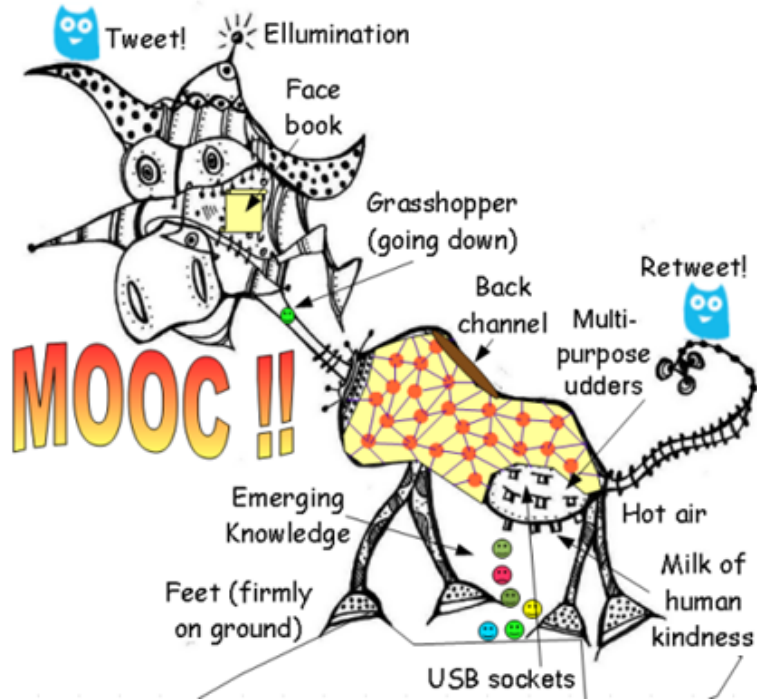 Tweet!
Ellumination
Face
book
Grasshopper
(going down)
Retweet!
Back
channel
Multi-
purpose
udders
MOOC !!
Emerging
Knowledge
Hot air
Feet (firmly
on ground)
Milk of
human
kindness
USB sockets